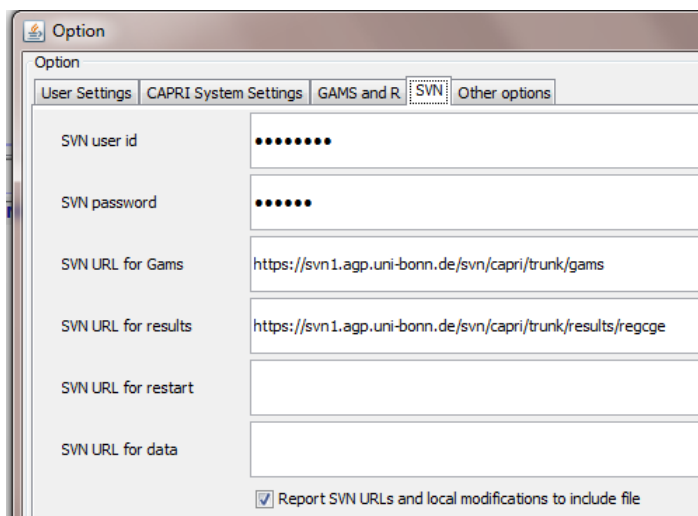 Option
Option
User Settings CAPRI System Settings GAMS and R SVN Other options
SVN user id ••••••••
SVN password ••••••
SVN URL for Gams https://svn1.agp.uni-bonn.de/svn/capri/trunk/gams
SVN URL for results https://svn1.agp.uni-bonn.de/svn/capri/trunk/results/regcge
SVN URL for restart
SVN URL for data
Report SVN URLs and local modifications to include file